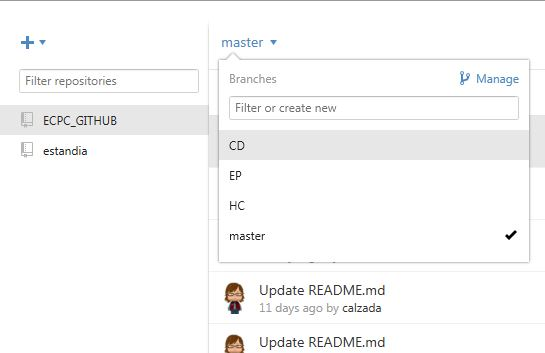 master
Filter repositories
ECPC_GITHUB
estandia
Branches
Manage
Filter or create new
CD
EP
HC
master
Update README.md
11 days ago by calzada
Update README.md